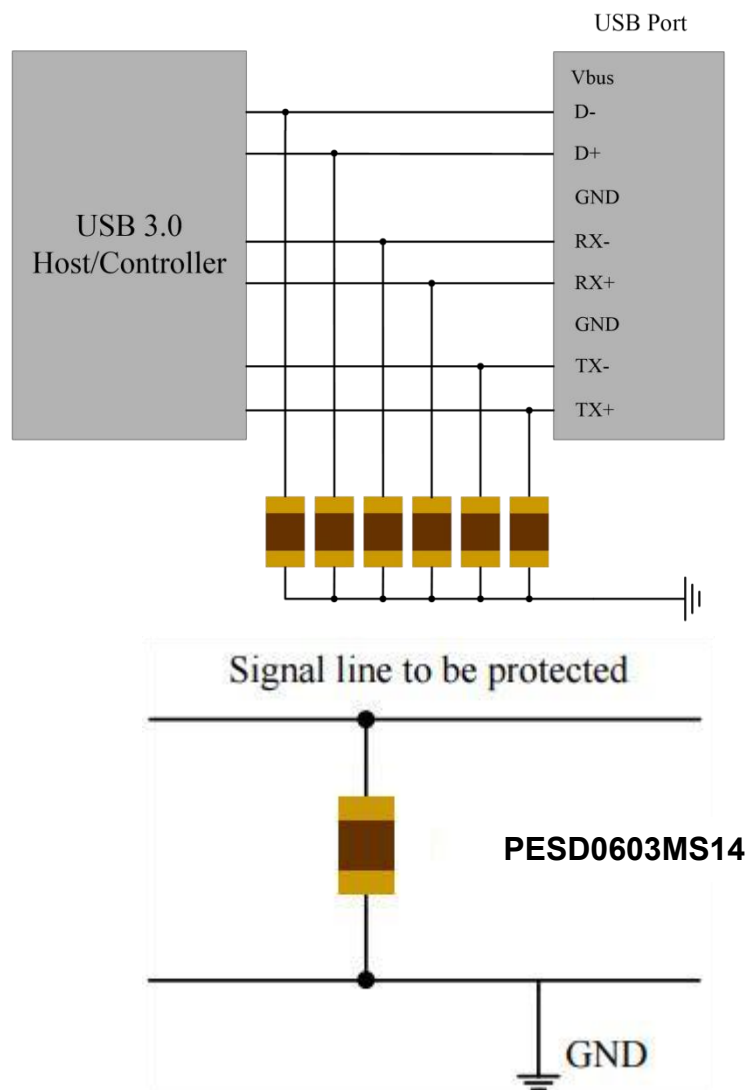 USB Port
Vbus
D-
D+
GND
USB 3.0
Host/Controller
RX-
RX+
GND
TX-
TX+
Signal line to be protected
PESD0603MS14
GND